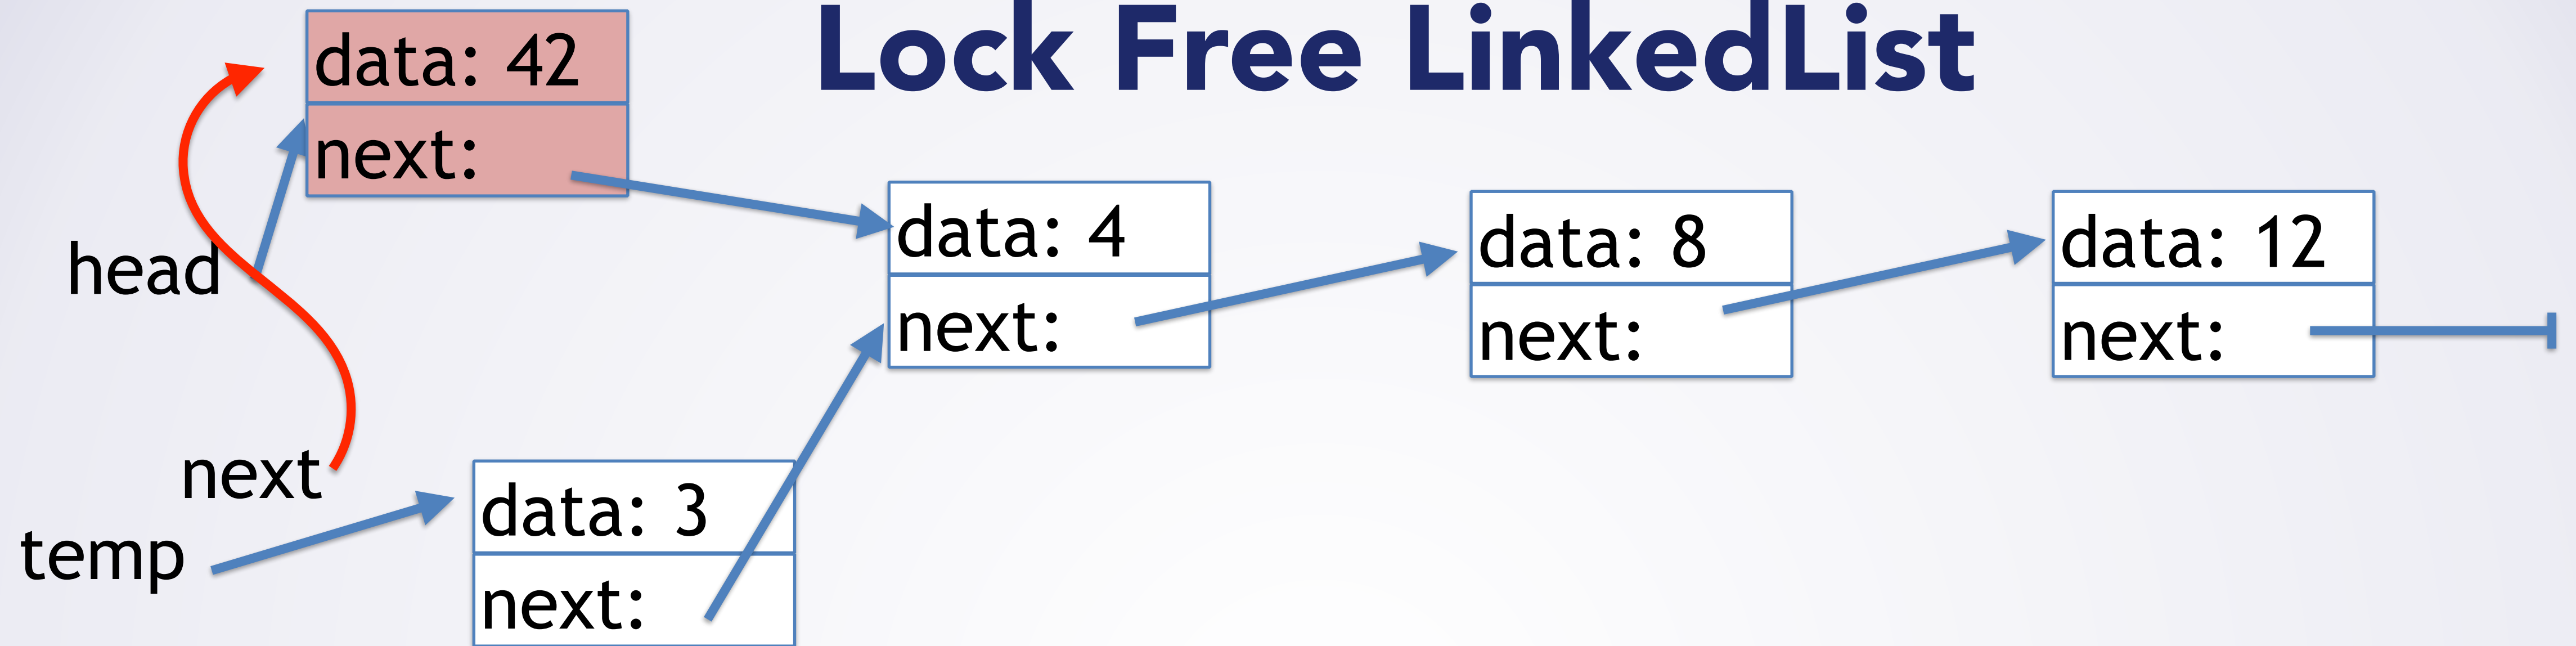 Lock Free LinkedList
data: 42
next:
head
data: 4
next:
data: 8
next:
data: 12
next:
next
temp
data: 3
next: